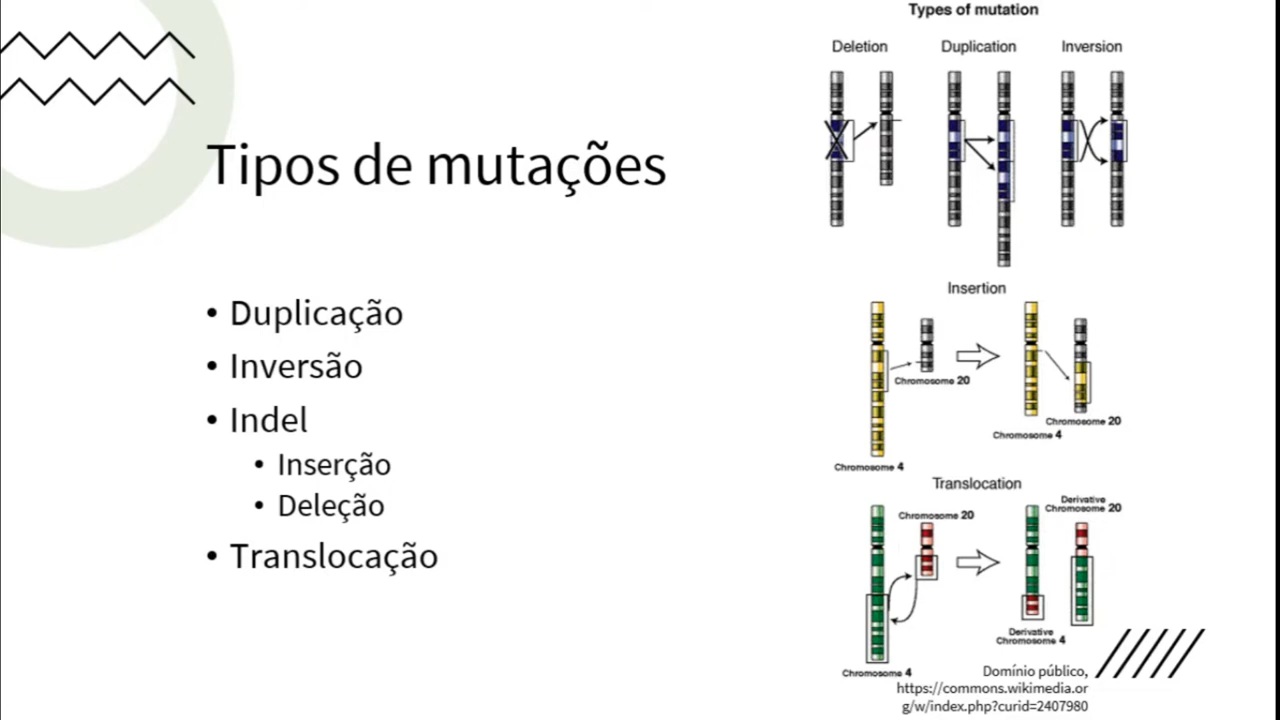 Tipos de mutações
• Duplicação
• Inversão
• Indel
• Inserção
• Deleção
• Translocação
Types of mutation
Deletion
Duplication
Inversion
Insertion
Chromosome 20
Chromosome 20
Chromosome 4
Chromosome 4
Translocation
Derivative
Chromosome 20
Chromosome 20
Derivative
Chromosome 4
Chromosome 4
Domínio público,
https://commons.wikimedia.or
g/w/index.php?curid=2407980